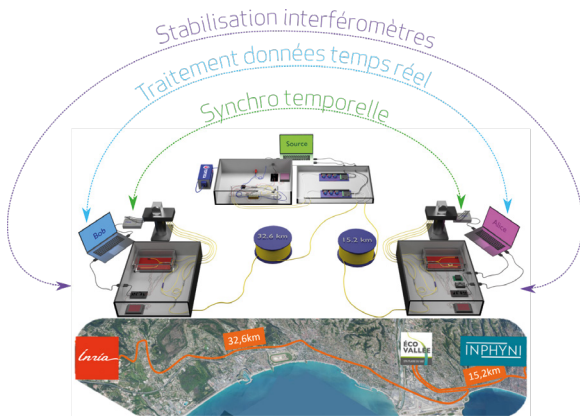 Stabilisation interféromètres
Traitement données temps réel
Synchro temporelle
Source
Bob
32,6 km
15,2 km
Alice
Inria
32,6km
ÉCO
VALLÉE
INPHYNI
15,2km